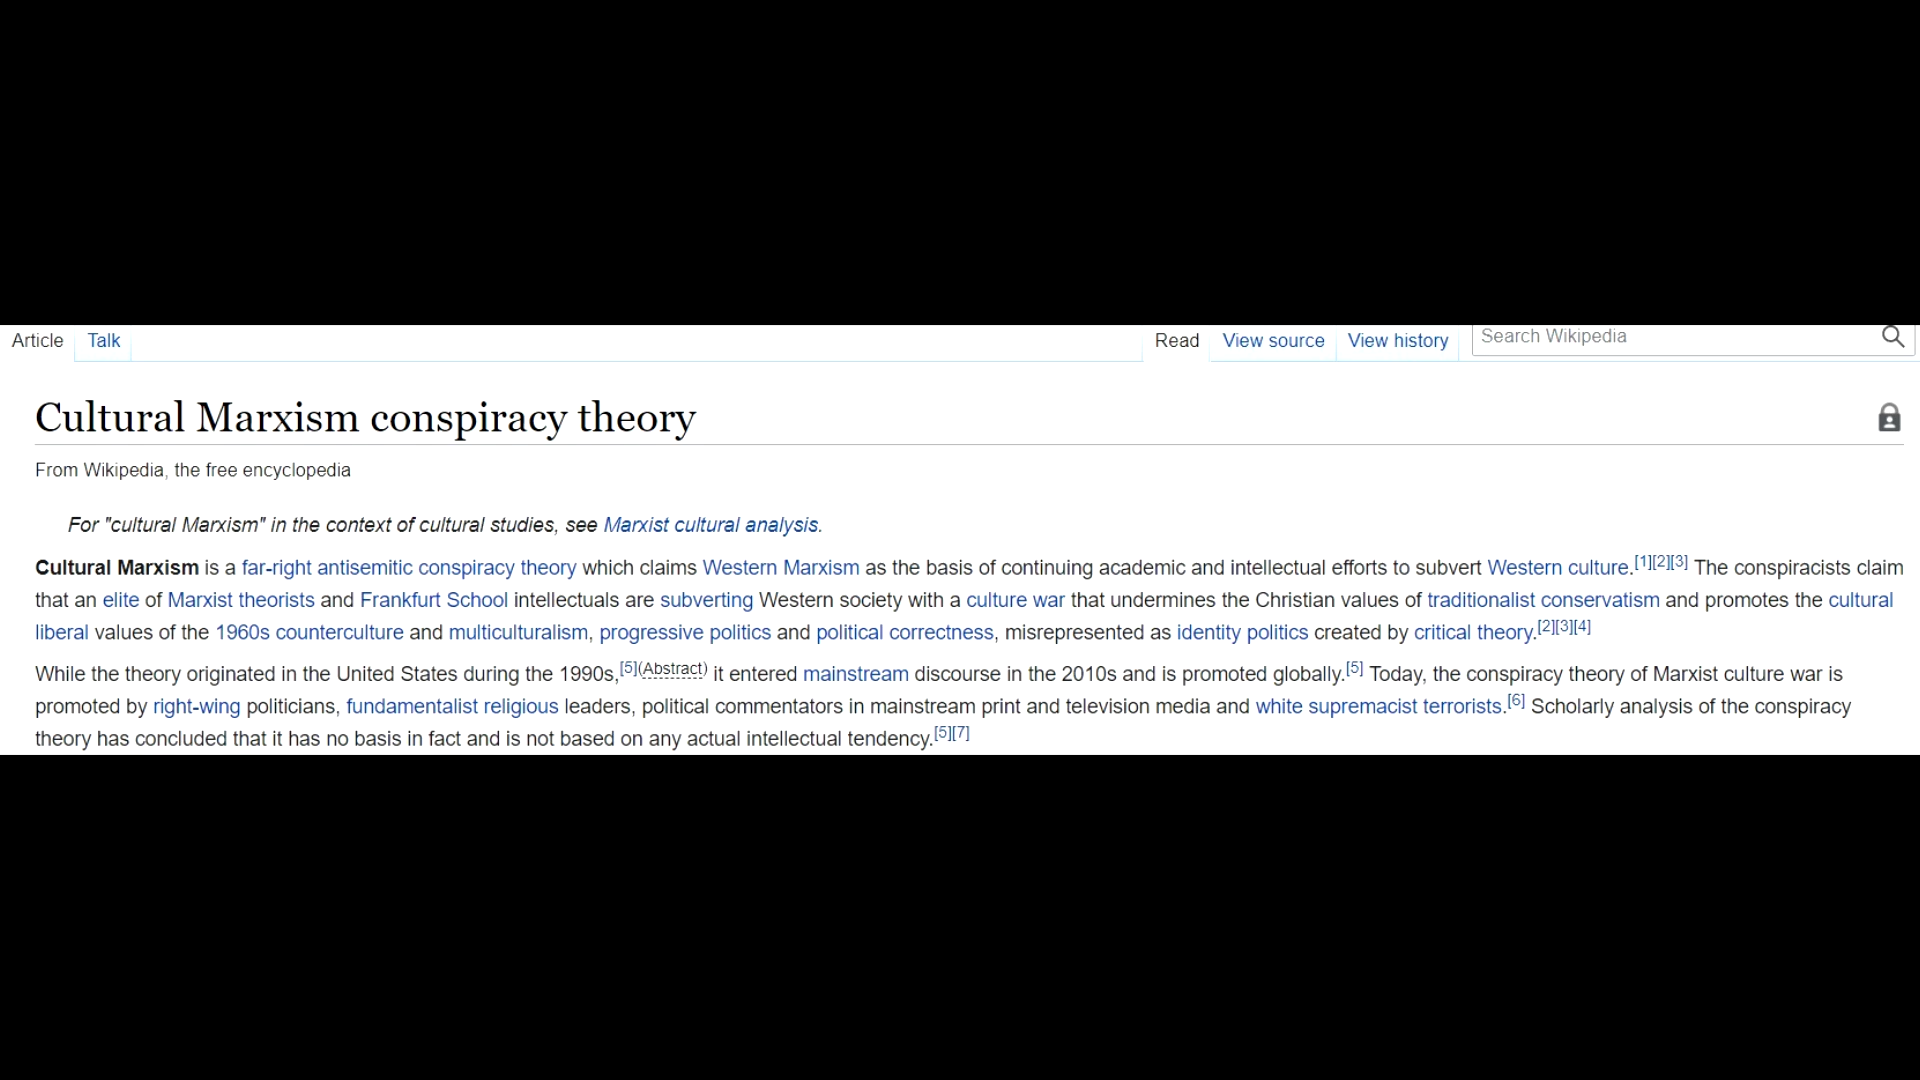 Article Talk Read View source View history Search Wikipedia
Cultural Marxism conspiracy theory
From Wikipedia, the free encyclopedia
For "cultural Marxism" in the context of cultural studies, see Marxist cultural analysis.
Cultural Marxism is a far-right antisemitic conspiracy theory which claims Western Marxism as the basis of continuing academic and intellectual efforts to subvert Western culture.[1][2][3] The conspiracists claim
that an elite of Marxist theorists and Frankfurt School intellectuals are subverting Western society with a culture war that undermines the Christian values of traditionalist conservatism and promotes the cultural
liberal values of the 1960s counterculture and multiculturalism, progressive politics and political correctness, misrepresented as identity politics created by critical theory.[2][3][4]
While the theory originated in the United States during the 1990s,[5](Abstract) it entered mainstream discourse in the 2010s and is promoted globally.[5] Today, the conspiracy theory of Marxist culture war is
promoted by right-wing politicians, fundamentalist religious leaders, political commentators in mainstream print and television media and white supremacist terrorists.[6] Scholarly analysis of the conspiracy
theory has concluded that it has no basis in fact and is not based on any actual intellectual tendency.[5][7]